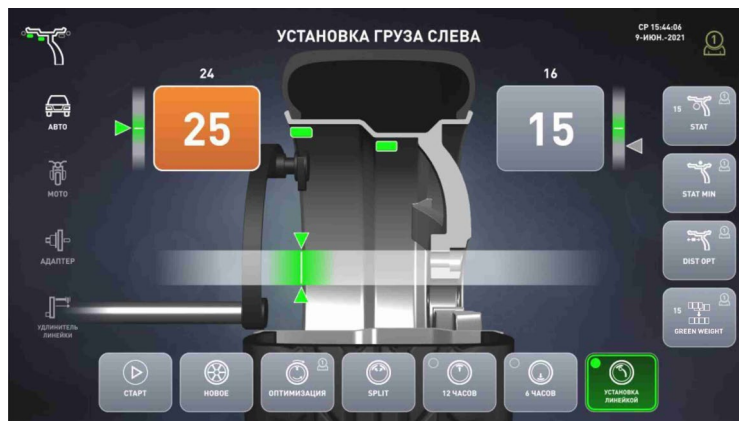 УСТАНОВКА ГРУЗА СЛЕВА
СР 15:44:06
9-ИЮН.-2021
1
24
16
25
15
АВТО
МОТО
АДАПТЕР
УДЛИНИТЕЛЬ
ЛИНЕЙКИ
15
STAT
STAT MIN
DIST OPT
15
GREEN WEIGHT
СТАРТ
НОВОЕ
ОПТИМИЗАЦИЯ
SPLIT
12 ЧАСОВ
6 ЧАСОВ
УСТАНОВКА
ЛИНЕЙКОЙ